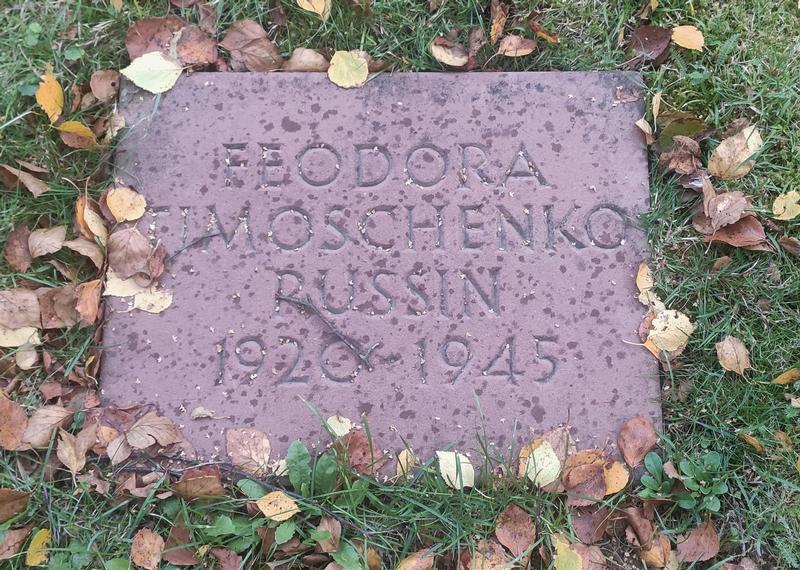 FEODORA
TIMOSCHENKO
RUSSIN
1920-1945